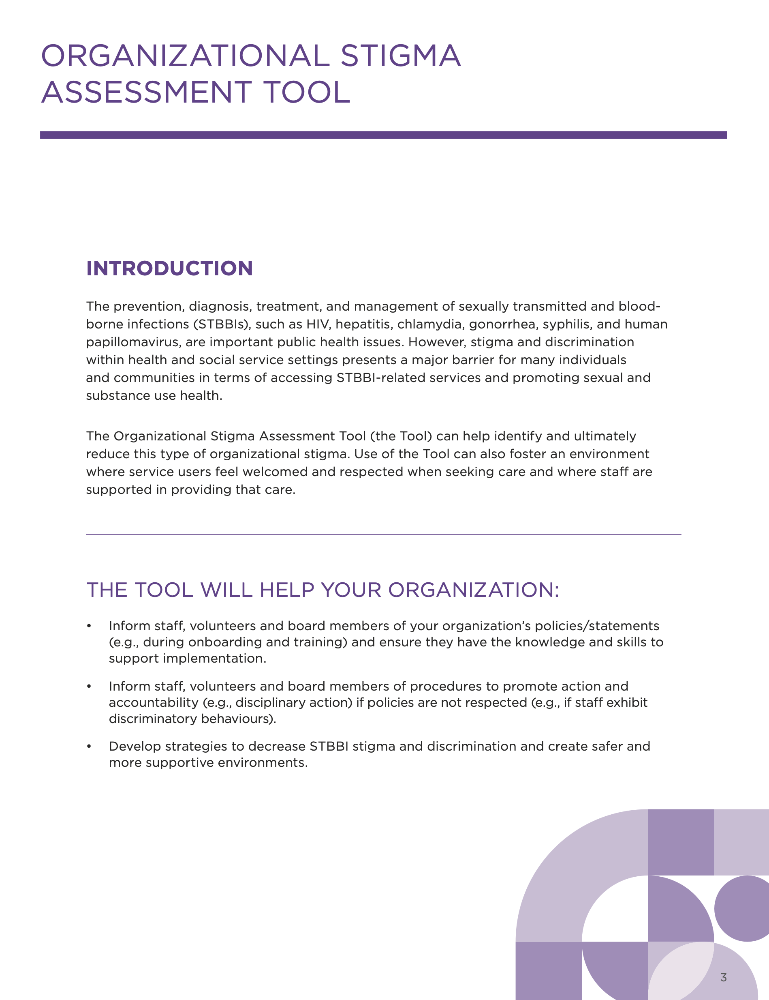 ORGANIZATIONAL STIGMA
ASSESSMENT TOOL
INTRODUCTION
The prevention, diagnosis, treatment, and management of sexually transmitted and blood-
borne infections (STBBIs), such as HIV, hepatitis, chlamydia, gonorrhea, syphilis, and human
papillomavirus, are important public health issues. However, stigma and discrimination
within health and social service settings presents a major barrier for many individuals
and communities in terms of accessing STBBI-related services and promoting sexual and
substance use health.
The Organizational Stigma Assessment Tool (the Tool) can help identify and ultimately
reduce this type of organizational stigma. Use of the Tool can also foster an environment
where service users feel welcomed and respected when seeking care and where staff are
supported in providing that care.
THE TOOL WILL HELP YOUR ORGANIZATION:
• Inform staff, volunteers and board members of your organization’s policies/statements
(e.g., during onboarding and training) and ensure they have the knowledge and skills to
support implementation.
• Inform staff, volunteers and board members of procedures to promote action and
accountability (e.g., disciplinary action) if policies are not respected (e.g., if staff exhibit
discriminatory behaviours).
• Develop strategies to decrease STBBI stigma and discrimination and create safer and
more supportive environments.
3